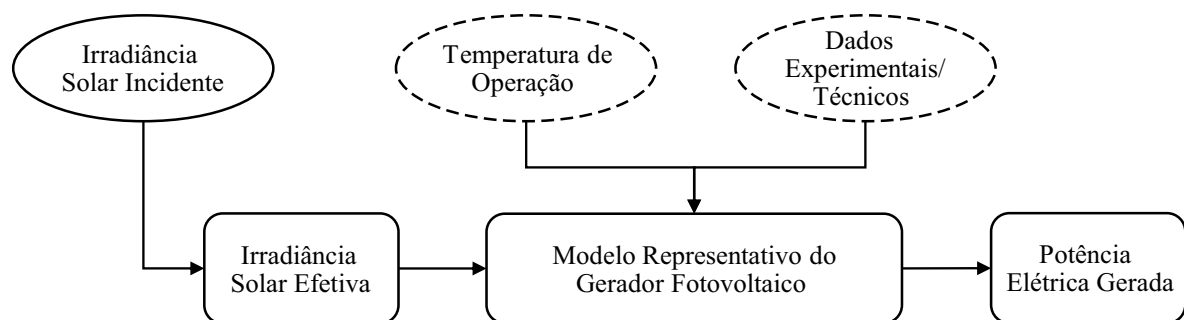 Irradiância
Solar Incidente
Temperatura de
Operação
Dados
Experimentais/
Técnicos
Irradiância
Solar Efetiva
Modelo Representativo do
Gerador Fotovoltaico
Potência
Elétrica Gerada